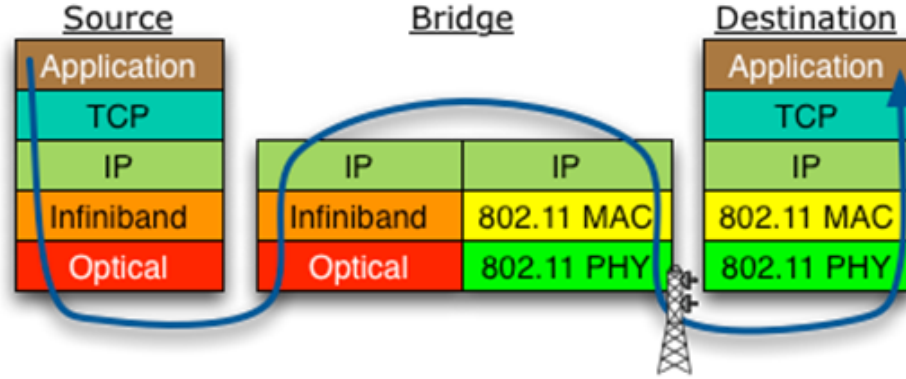 Source
Bridge
Destination
Application
TCP
IP
Infiniband
Optical
IP
IP
Infiniband
802.11 MAC
Optical
802.11 PHY
Application
TCP
IP
802.11 MAC
802.11 PHY